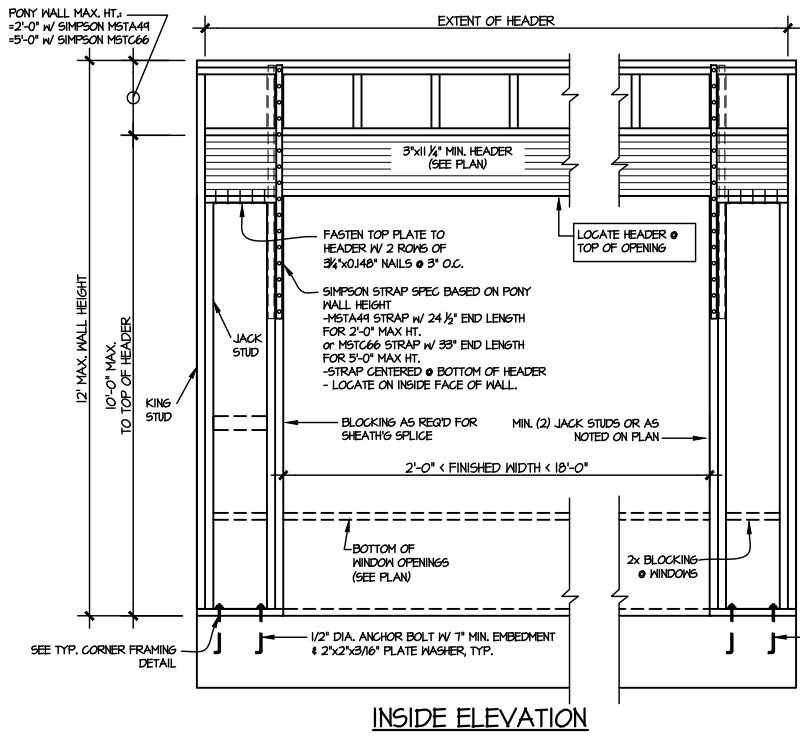 PONY WALL MAX. HT.:
=2'-0" W/ SIMPSON MSTA49
=5'-0" W/ SIMPSON MSTC66
EXTENT OF HEADER
3"x11 1/4" MIN. HEADER
(SEE PLAN)
FASTEN TOP PLATE TO
HEADER W/ 2 ROWS OF
3 1/4"x0.148" NAILS @ 3" O.C.
LOCATE HEADER @
TOP OF OPENING
SIMPSON STRAP SPEC BASED ON PONY
WALL HEIGHT
-MSTA49 STRAP W/ 24 1/2" END LENGTH
FOR 2'-0" MAX HT.
or MSTC66 STRAP W/ 33" END LENGTH
FOR 5'-0" MAX HT.
-STRAP CENTERED @ BOTTOM OF HEADER
- LOCATE ON INSIDE FACE OF WALL.
12' MAX. WALL HEIGHT
10'-0" MAX.
TO TOP OF HEADER
JACK
STUD
KING
STUD
BLOCKING AS REQ'D FOR
SHEATH'G SPLICE
MIN. (2) JACK STUDS OR AS
NOTED ON PLAN
2'-0" < FINISHED WIDTH < 18'-0"
BOTTOM OF
WINDOW OPENINGS
(SEE PLAN)
2x BLOCKING
@ WINDOWS
SEE TYP. CORNER FRAMING
DETAIL
1/2" DIA. ANCHOR BOLT W/ 7" MIN. EMBEDMENT
& 2"x2"x3/16" PLATE WASHER, TYP.
INSIDE ELEVATION